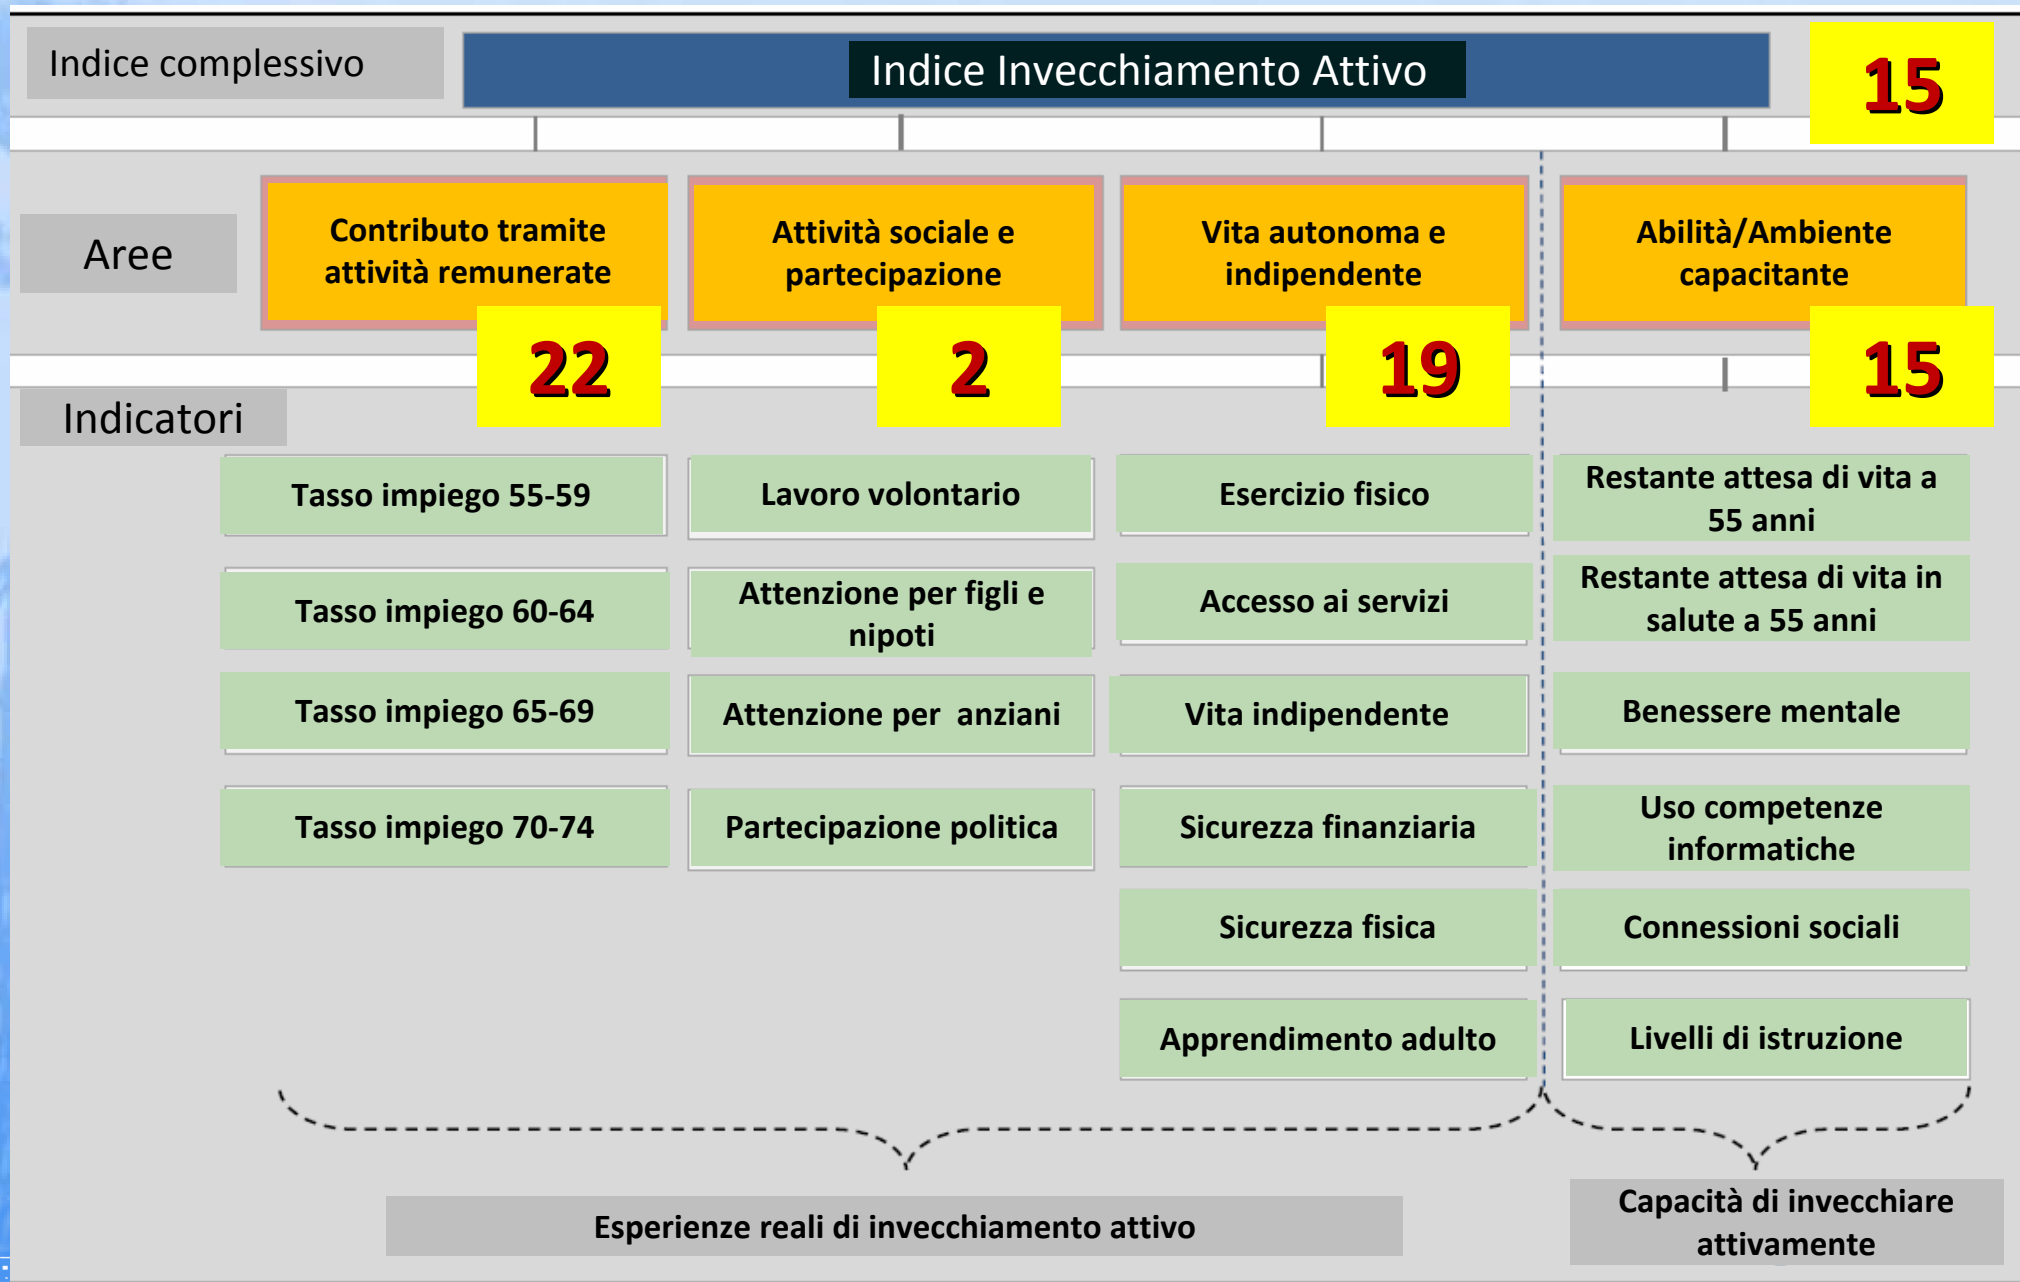 Indice complessivo
Indice Invecchiamento Attivo
15
Aree
Contributo tramite
attività remunerate
22
Attività sociale e
partecipazione
2
Vita autonoma e
indipendente
19
Abilità/Ambiente
capacitante
15
Indicatori
Tasso impiego 55-59
Tasso impiego 60-64
Tasso impiego 65-69
Tasso impiego 70-74
Lavoro volontario
Attenzione per figli e
nipoti
Attenzione per anziani
Partecipazione politica
Esercizio fisico
Accesso ai servizi
Vita indipendente
Sicurezza finanziaria
Sicurezza fisica
Apprendimento adulto
Restante attesa di vita a
55 anni
Restante attesa di vita in
salute a 55 anni
Benessere mentale
Uso competenze
informatiche
Connessioni sociali
Livelli di istruzione
Esperienze reali di invecchiamento attivo
Capacità di invecchiare
attivamente